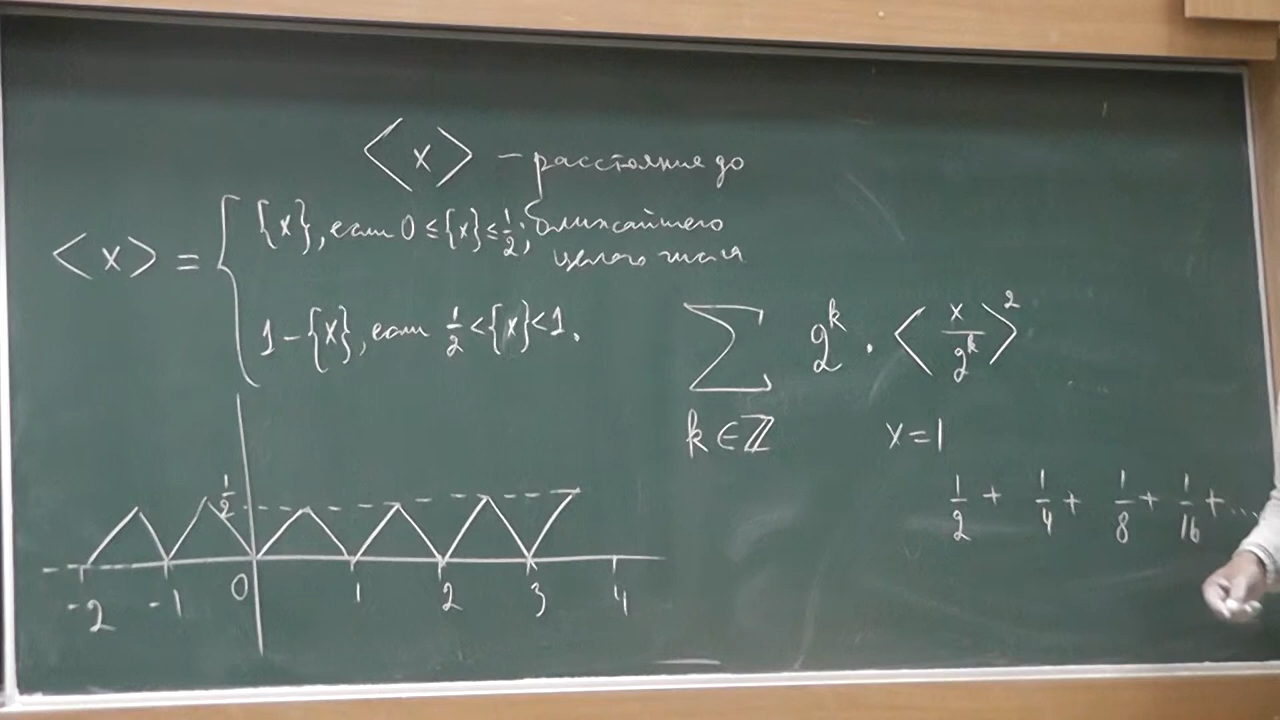 ⟨x⟩ – расстояние до
ближайшего
целого числа
⟨x⟩ = { {x}, если 0 ≤ {x} ≤ 1/2;
1 – {x}, если 1/2 < {x} < 1.
∑ 2^k · ⟨x/2^k⟩^2
k ∈ ℤ
x = 1
1/2 + 1/4 + 1/8 + 1/16 + ...
1/2
-2 -1 0 1 2 3 4